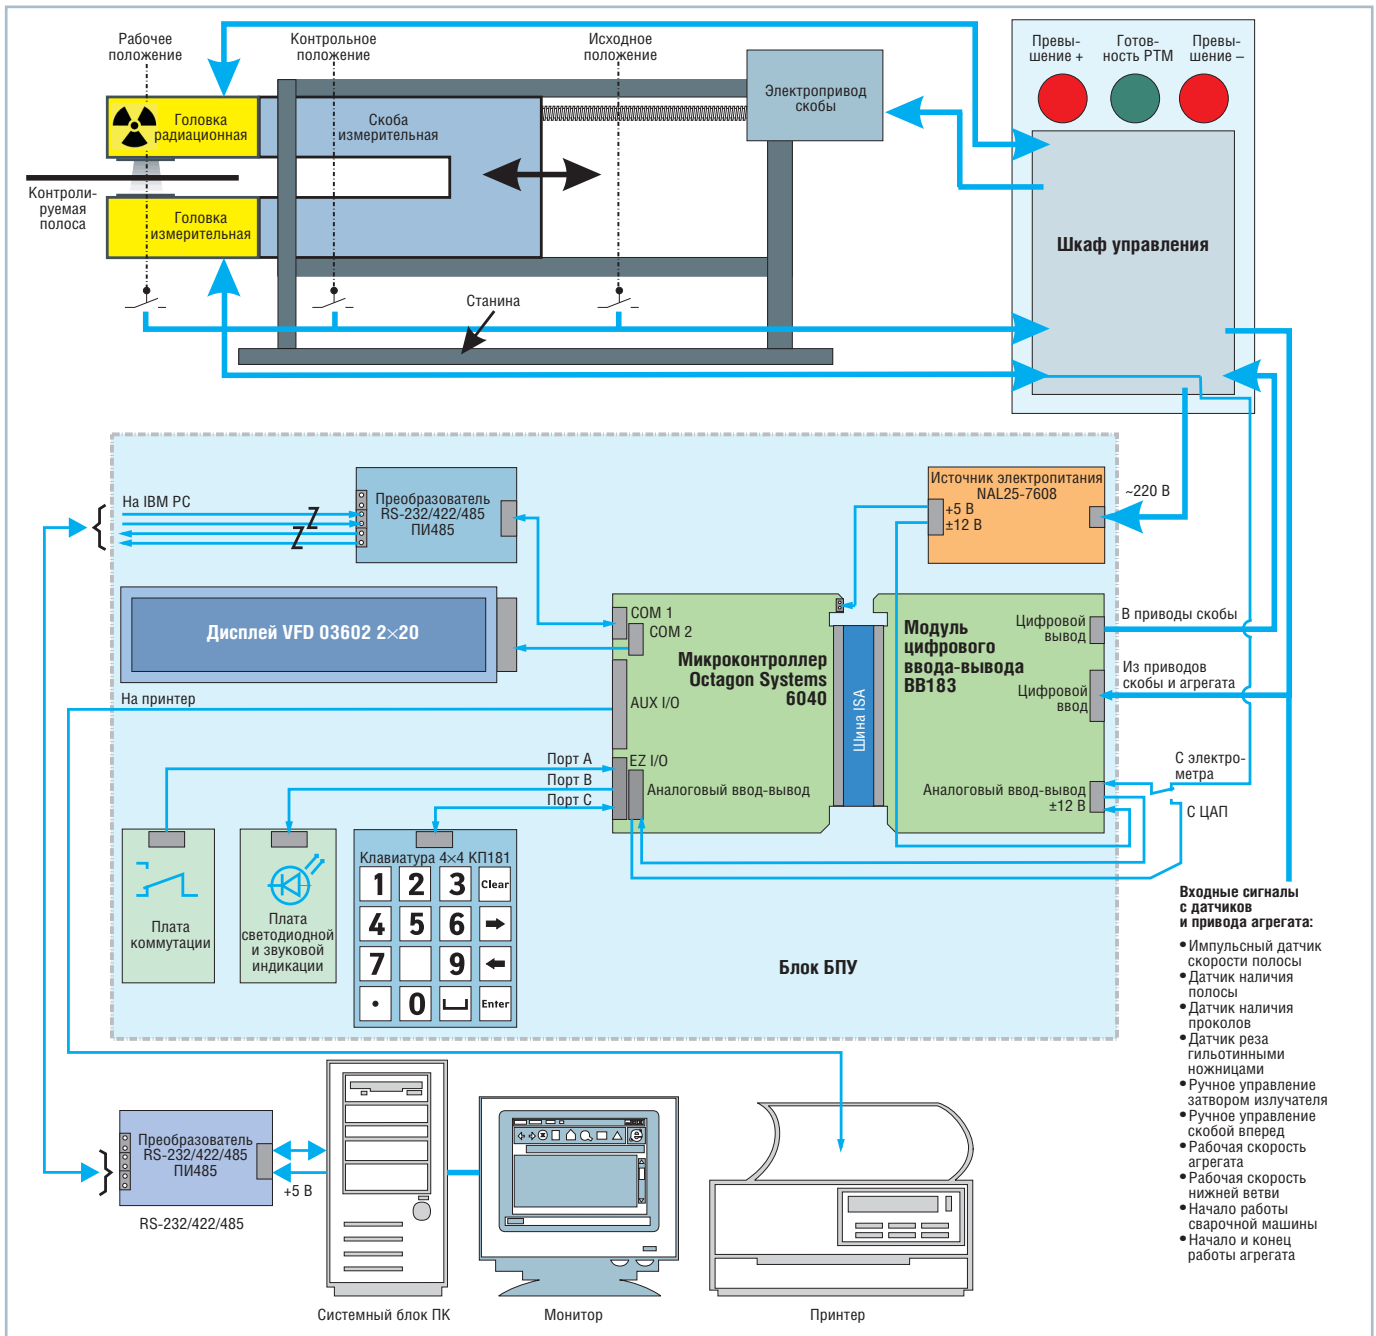 Рабочее
положение
Контрольное
положение
Исходное
положение
Электропривод
скобы
Головка
радиационная
Скоба
измерительная
Контроли-
руемая
полоса
Головка
измерительная
Станина
Превы-
шение +
Готов-
ность РТМ
Превы-
шение –
Шкаф управления
На IBM PC
Преобразователь
RS-232/422/485
ПИ485
Источник электропитания
NAL25-7608
+5 В
±12 В
~220 В
Дисплей VFD 03602 2×20
COM 1
COM 2
Микроконтроллер
Octagon Systems
6040
AUX I/O
EZ I/O
Аналоговый ввод-вывод
Шина ISA
Модуль
цифрового
ввода-вывода
ВВ183
Цифровой
вывод
Цифровой
ввод
Аналоговый ввод-вывод
±12 В
В приводы скобы
Из приводов
скобы и агрегата
С электро-
метра
С ЦАП
На принтер
Порт А
Порт В
Порт С
Плата
коммутации
Плата
светодиодной
и звуковой
индикации
Клавиатура 4×4 КП181
1 2 3 Clear
4 5 6
7 9
0 Enter
Блок БПУ
Входные сигналы
с датчиков
и привода агрегата:
• Импульсный датчик
скорости полосы
• Датчик наличия
полосы
• Датчик наличия
проколов
• Датчик реза
гильотинными
ножницами
• Ручное управление
затвором излучателя
• Ручное управление
скобой вперед
• Рабочая скорость
агрегата
• Рабочая скорость
нижней ветви
• Начало работы
сварочной машины
• Начало и конец
работы агрегата
Преобразователь
RS-232/422/485
ПИ485
+5 В
RS-232/422/485
Системный блок ПК
Монитор
Принтер